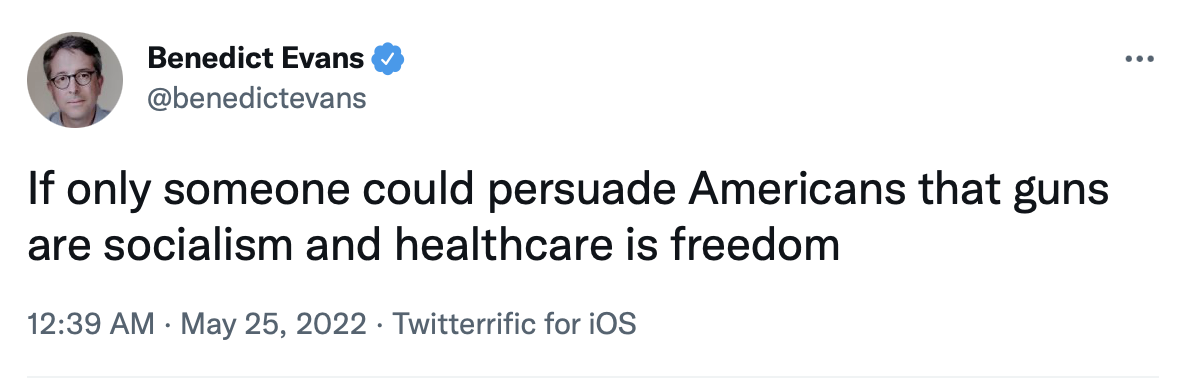 Benedict Evans
@benedictevans
If only someone could persuade Americans that guns
are socialism and healthcare is freedom
12:39 AM · May 25, 2022 · Twitterrific for iOS